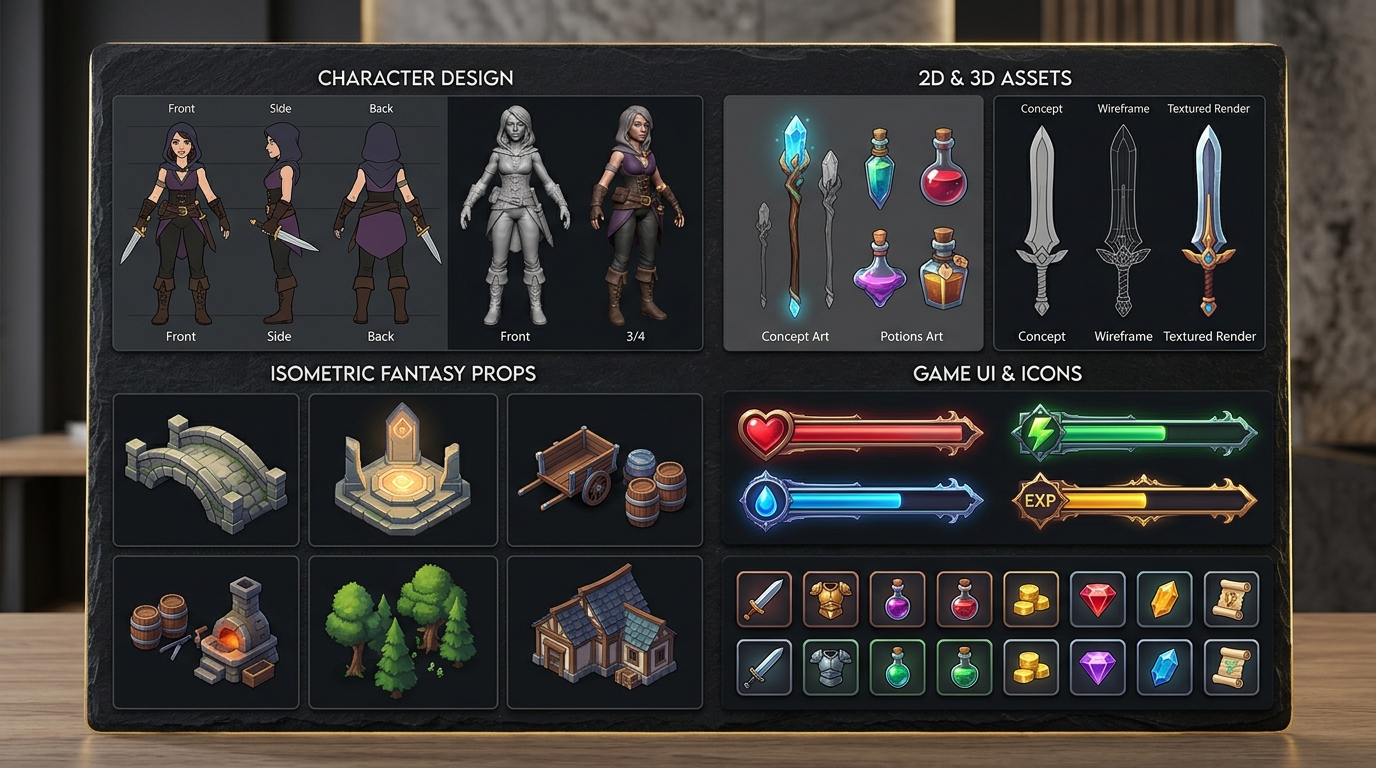 CHARACTER DESIGN
Front Side Back
Front Side Back Front 3/4
2D & 3D ASSETS
Concept Wireframe Textured Render
Concept Art Potions Art Concept Wireframe Textured Render
ISOMETRIC FANTASY PROPS
GAME UI & ICONS
EXP